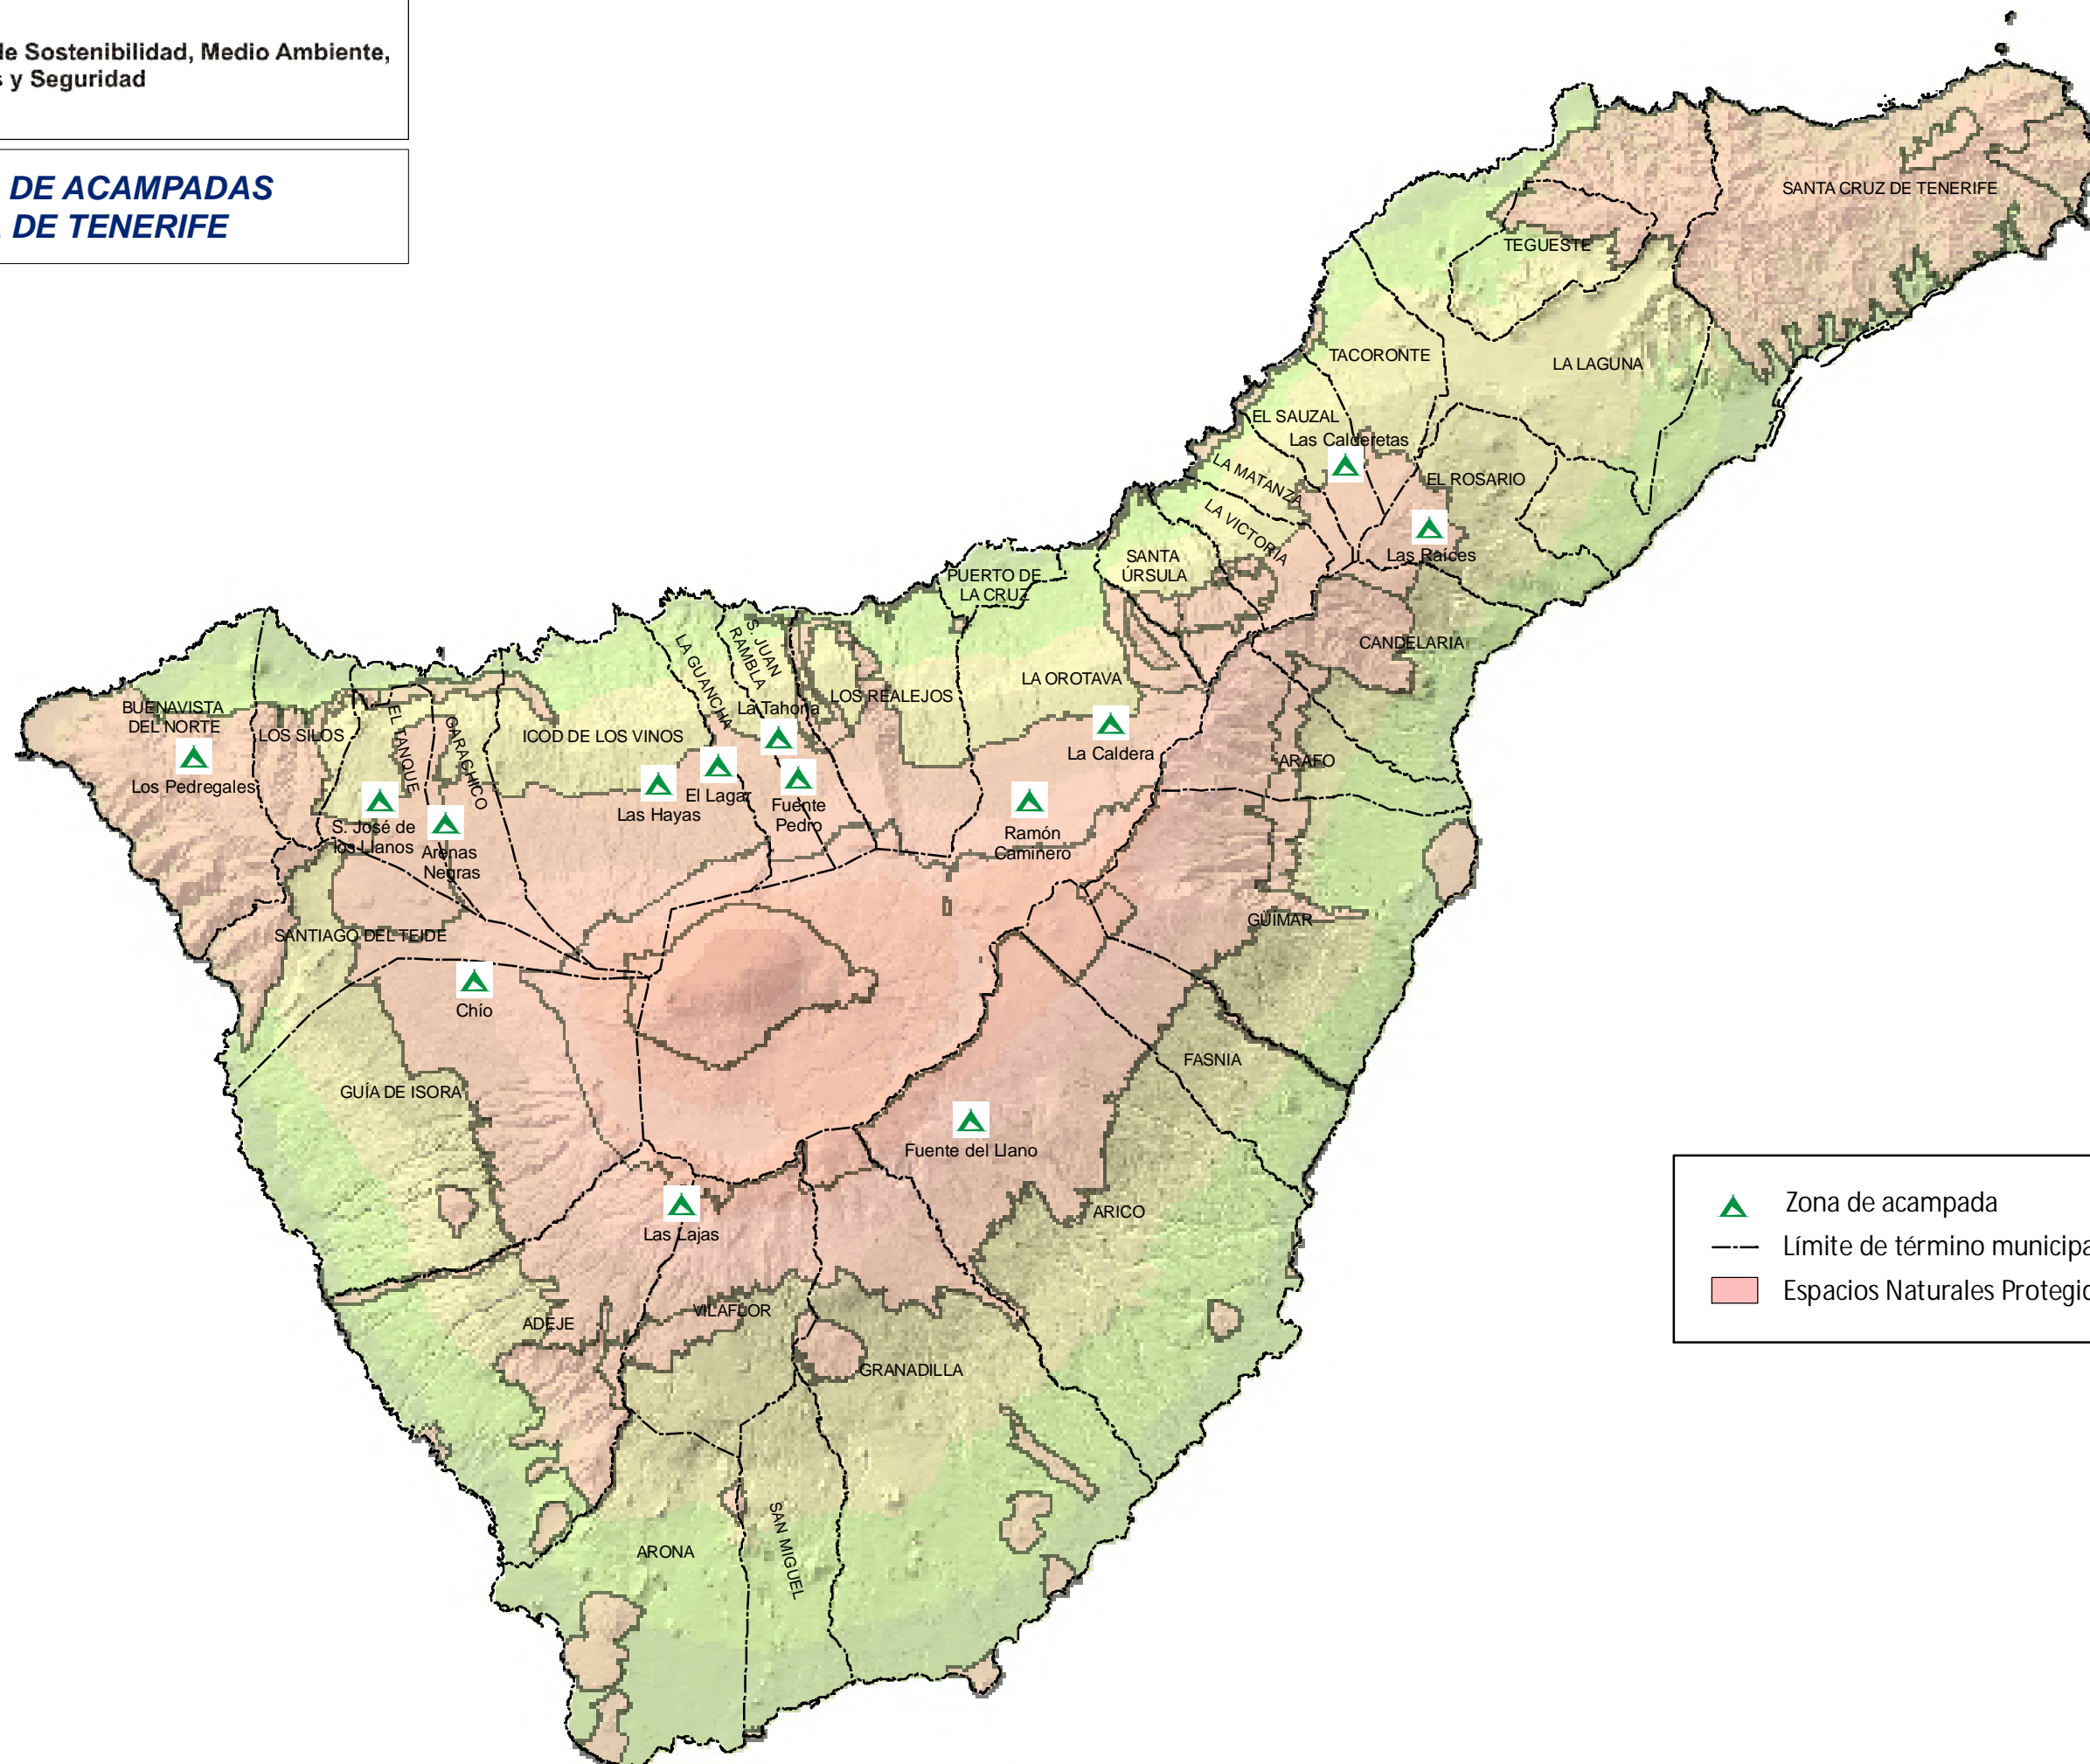 de Sostenibilidad, Medio Ambiente,
y Seguridad
DE ACAMPADAS
DE TENERIFE
SANTA CRUZ DE TENERIFE
TEGUESTE
TACORONTE
LA LAGUNA
EL SAUZAL
Las Calderetas
LA MATANZA
EL ROSARIO
LA VICTORIA
Las Raíces
SANTA
ÚRSULA
PUERTO DE
LA CRUZ
CANDELARIA
S. JUAN
RAMBLA
LA GUANCHA
LA OROTAVA
LOS REALEJOS
La Tahona
BUENAVISTA
DEL NORTE
LOS SILOS
EL TANQUE
GARACHICO
ICOD DE LOS VINOS
La Caldera
ARAFO
Los Pedregales
El Lagar
Las Hayas
Fuente
Pedro
S. José de
los Llanos
Arenas
Negras
Ramón
Caminero
GÜIMAR
SANTIAGO DEL TEIDE
Chío
FASNIA
GUÍA DE ISORA
Fuente del Llano
ARICO
Las Lajas
VILAFLOR
ADEJE
GRANADILLA
ARONA
SAN MIGUEL
Zona de acampada
Límite de término municipa
Espacios Naturales Protegid